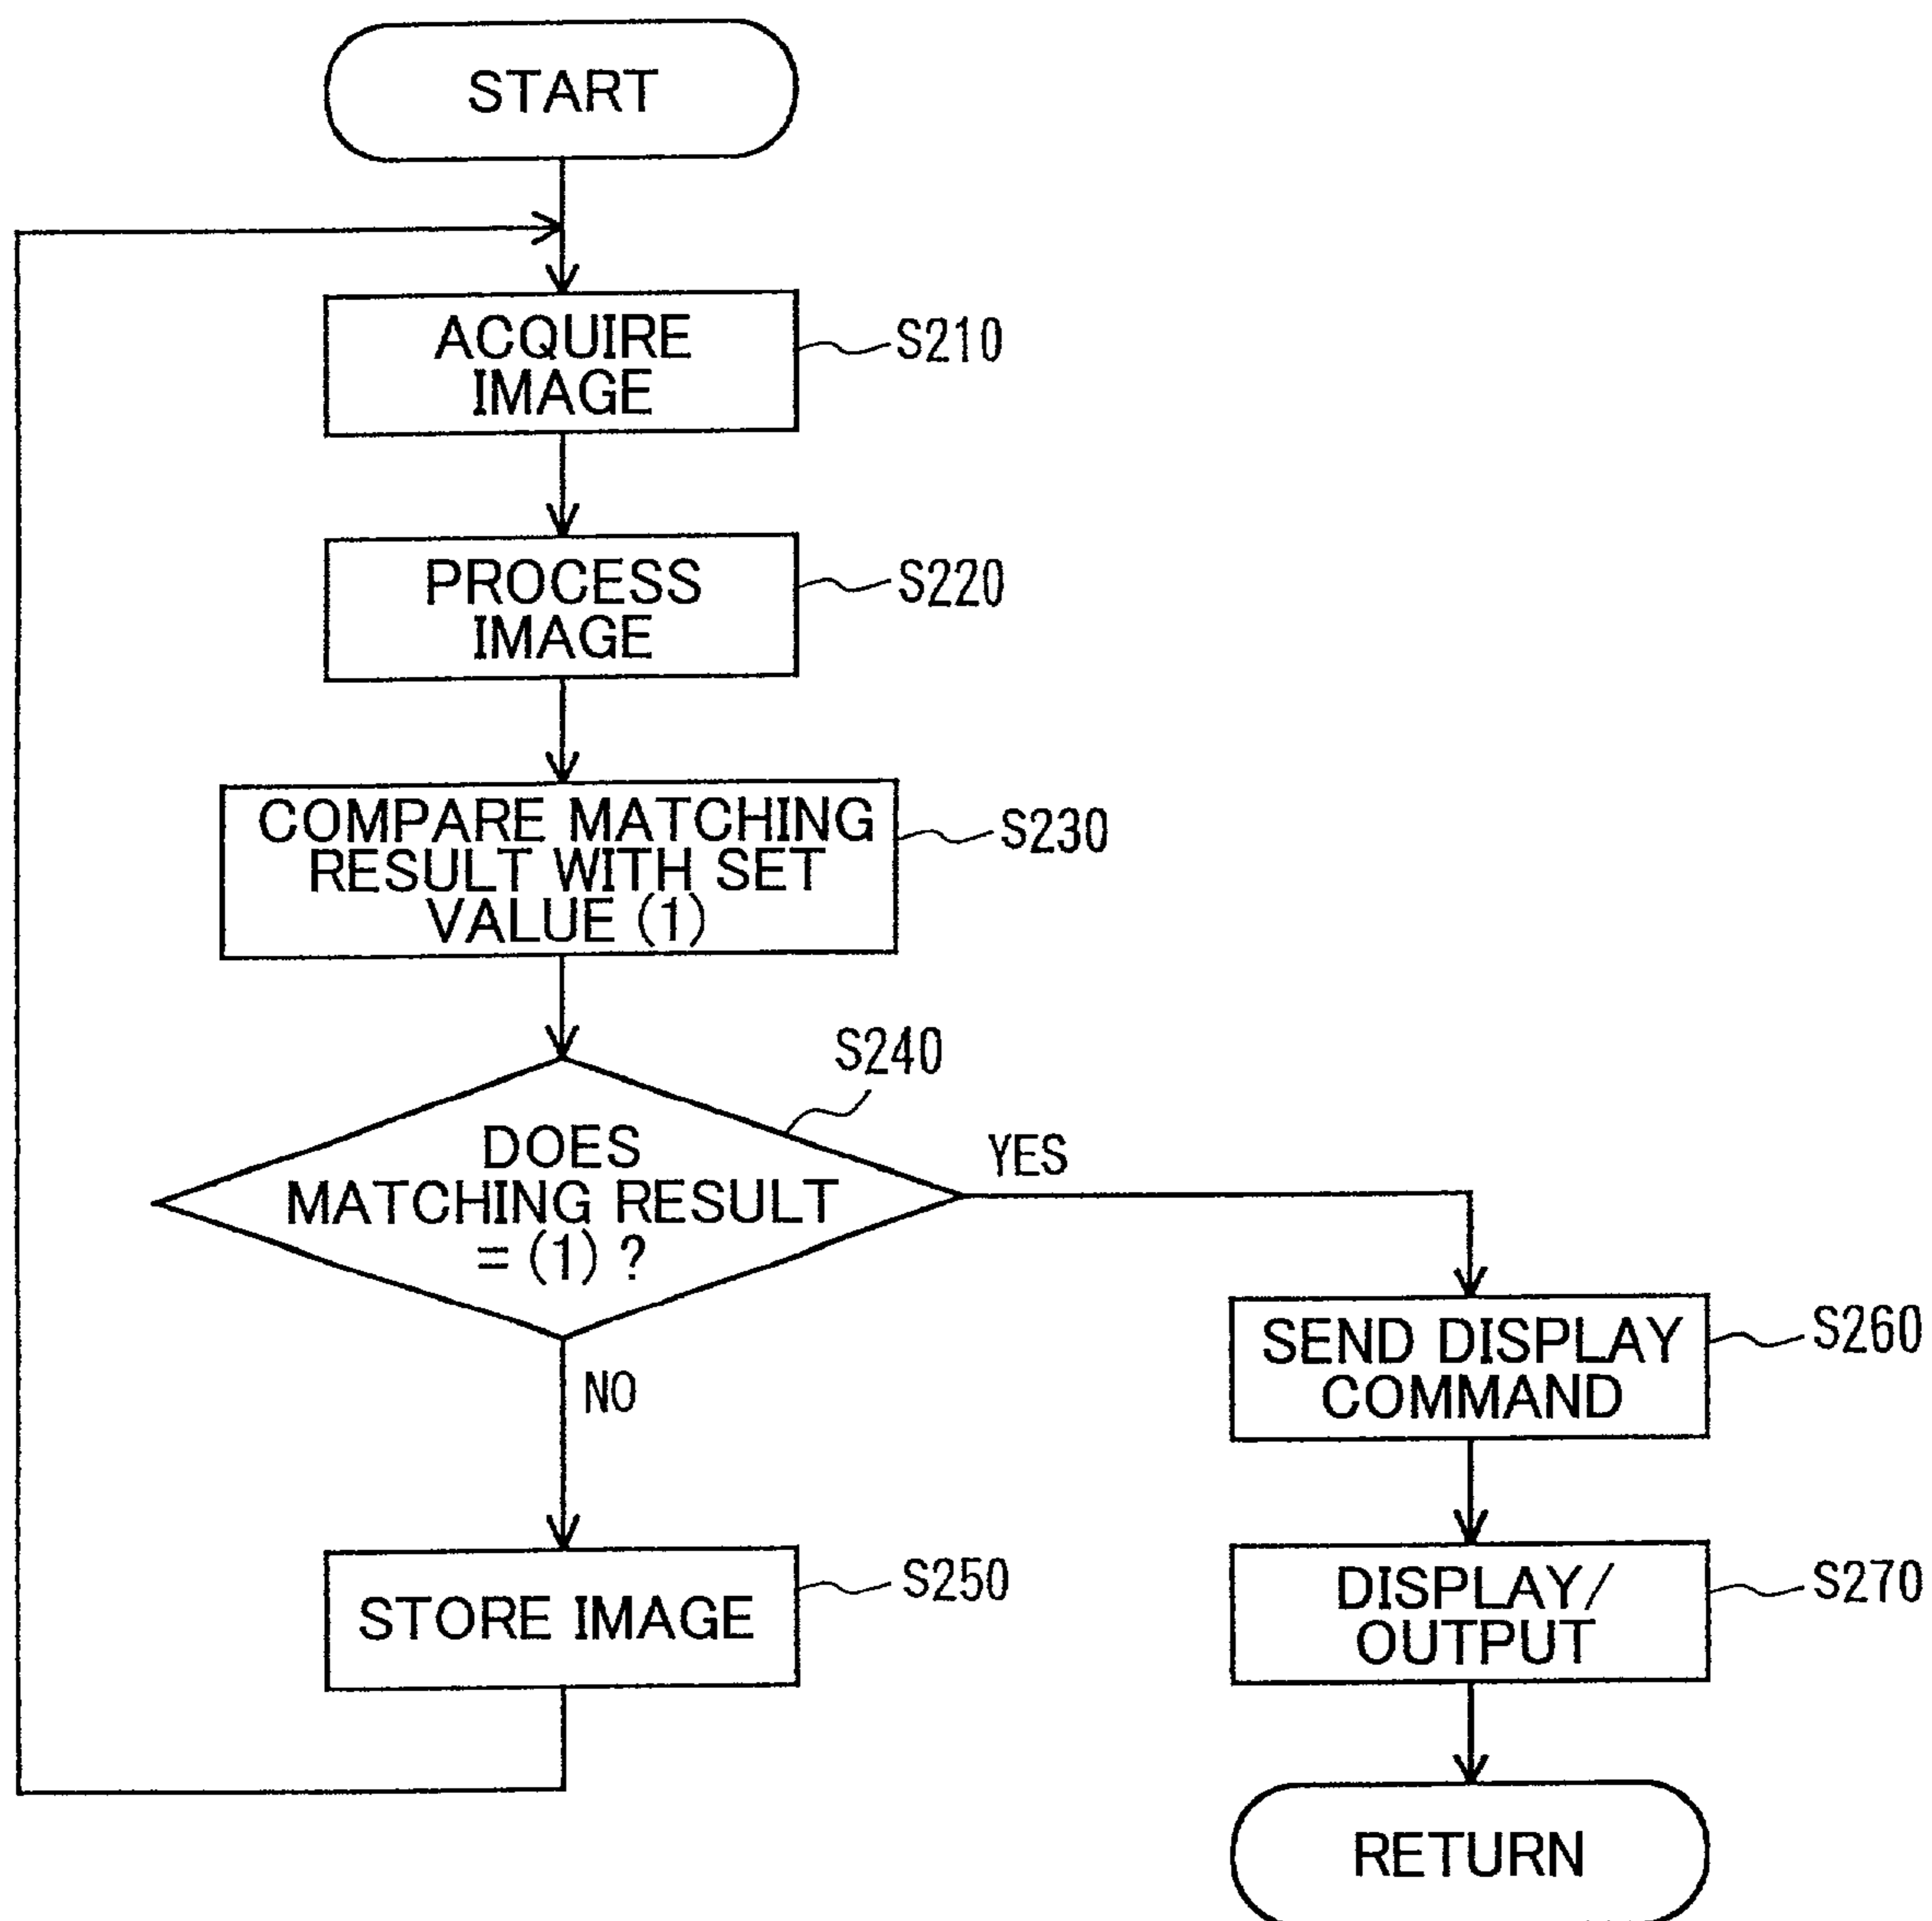 START
ACQUIRE
IMAGE
S210
PROCESS
IMAGE
S220
COMPARE MATCHING
RESULT WITH SET
VALUE (1)
S230
S240
DOES
MATCHING RESULT
= (1) ?
YES
NO
STORE IMAGE
S250
SEND DISPLAY
COMMAND
S260
DISPLAY/
OUTPUT
S270
RETURN